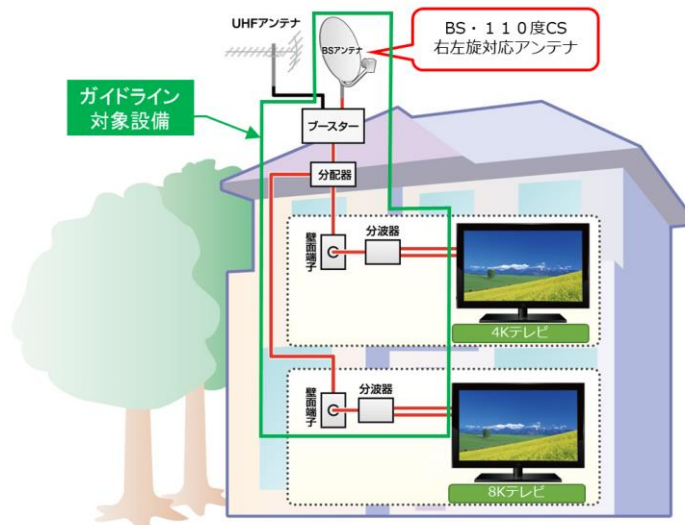 UHFアンテナ
BSアンテナ
BS・110度CS
右左旋対応アンテナ
ガイドライン
対象設備
ブースター
分配器
壁面端子
分波器
4Kテレビ
壁面端子
分波器
8Kテレビ